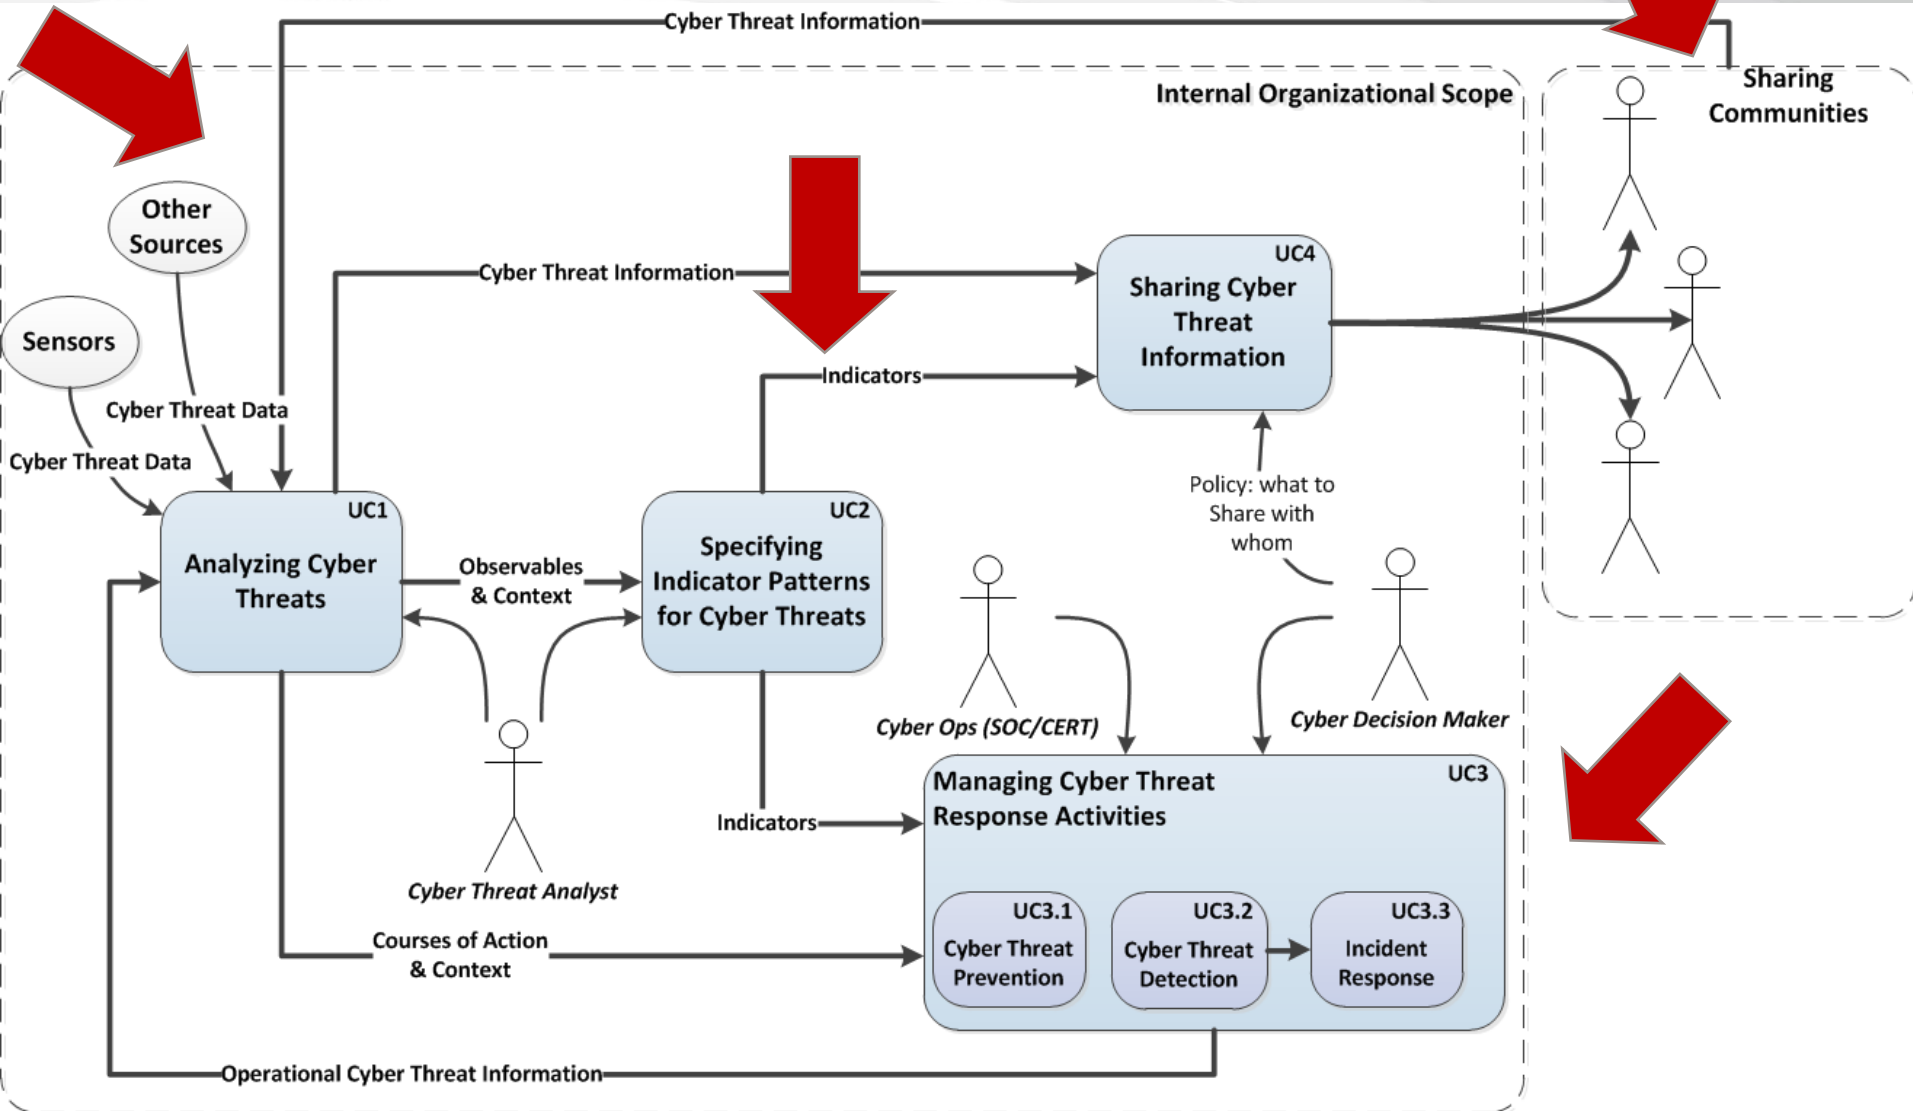 Cyber Threat Information
Internal Organizational Scope
Sharing
Communities
Other
Sources
Sensors
Cyber Threat Data
Cyber Threat Data
Cyber Threat Information
Indicators
UC4
Sharing Cyber
Threat
Information
Policy: what to
Share with
whom
UC1
Analyzing Cyber
Threats
Observables
& Context
UC2
Specifying
Indicator Patterns
for Cyber Threats
Cyber Ops (SOC/CERT)
Cyber Decision Maker
Cyber Threat Analyst
Indicators
UC3
Managing Cyber Threat
Response Activities
UC3.1
Cyber Threat
Prevention
UC3.2
Cyber Threat
Detection
UC3.3
Incident
Response
Courses of Action
& Context
Operational Cyber Threat Information